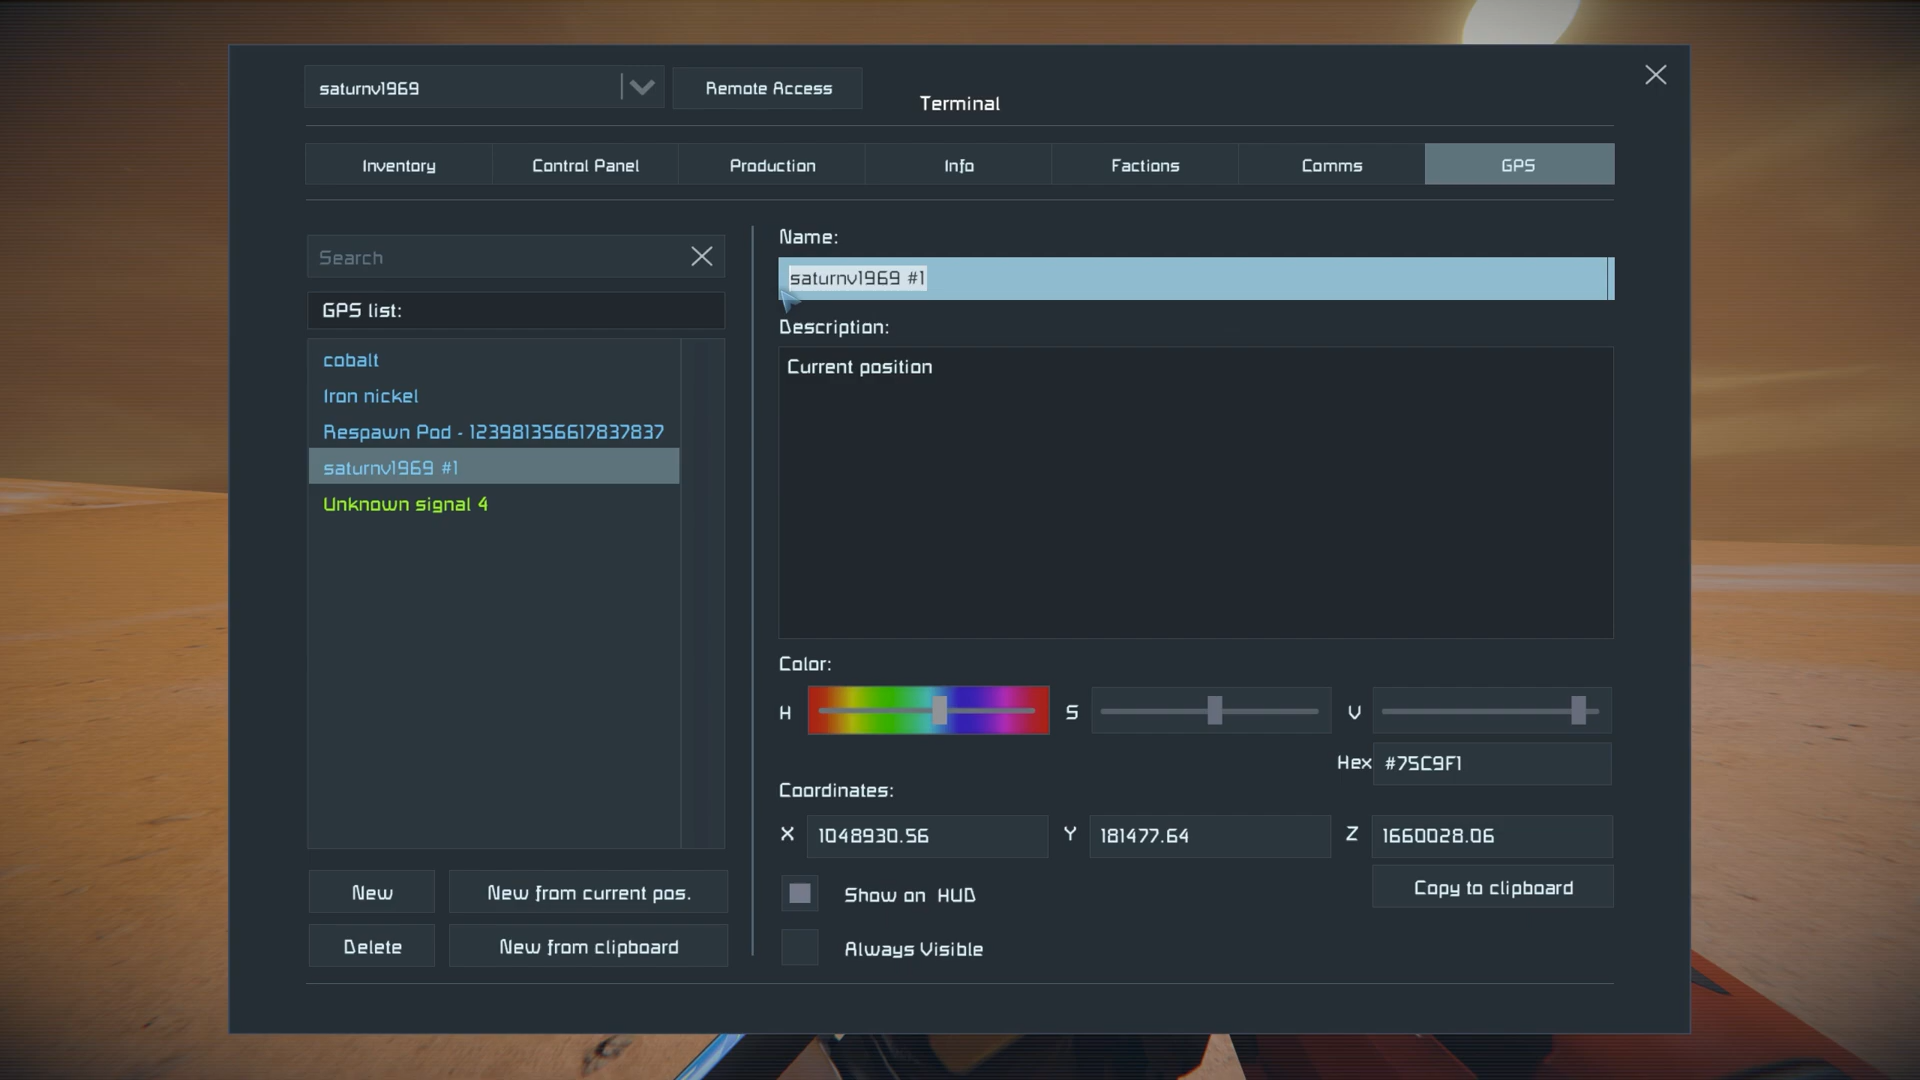 saturnv1969
Remote Access
Terminal
Inventory
Control Panel
Production
Info
Factions
Comms
GPS
Search
GPS list:
cobalt
Iron nickel
Respawn Pod - 123981356617837837
saturnv1969 #1
Unknown signal 4
New
New from current pos.
Delete
New from clipboard
Name:
saturnv1969 #1
Description:
Current position
Color:
H
S
V
Hex #75C9F1
Coordinates:
X 1048930.56
Y 181477.64
Z 1660028.06
Show on HUD
Copy to clipboard
Always Visible